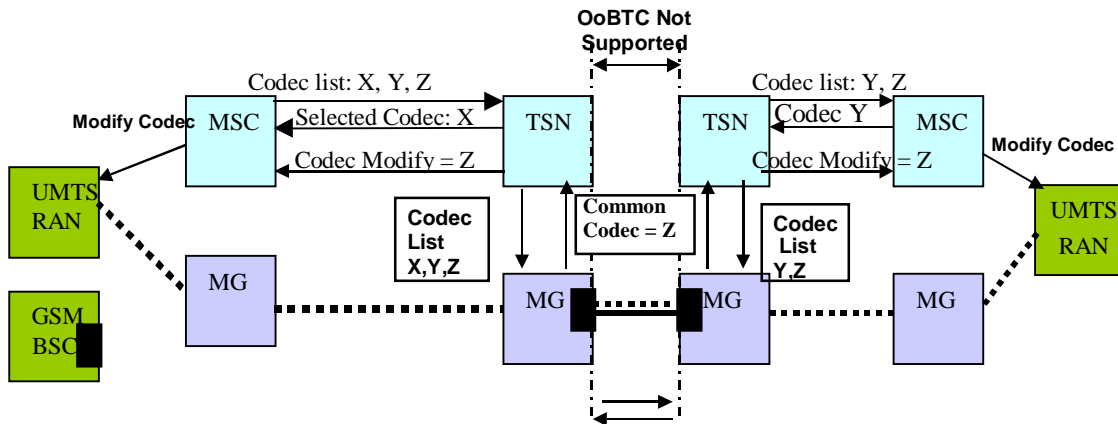 OoBTC Not
Supported
Codec list: X, Y, Z
Codec list: Y, Z
Modify Codec
MSC
Selected Codec: X
TSN
TSN
Codec Y
MSC
Modify Codec
Codec Modify = Z
Codec Modify = Z
UMTS
RAN
Codec
List
X,Y,Z
Common
Codec = Z
Codec
List
Y,Z
UMTS
RAN
MG
MG
MG
MG
GSM
BSC